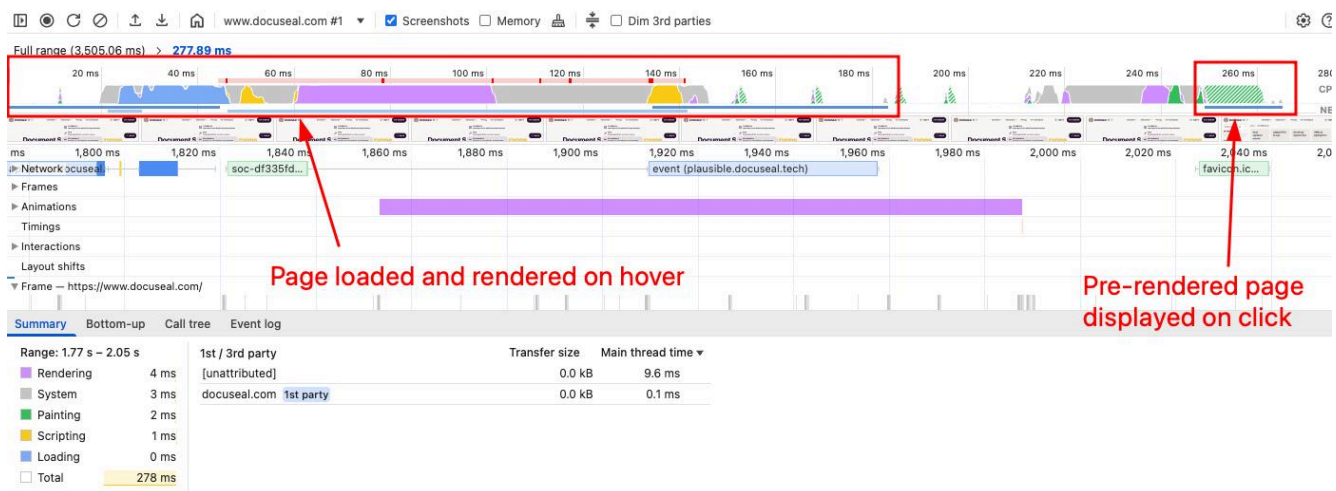 www.docuseal.com #1 Screenshots Memory Dim 3rd parties
Full range (3,505.06 ms) > 277.89 ms
20 ms 40 ms 60 ms 80 ms 100 ms 120 ms 140 ms 160 ms 180 ms 200 ms 220 ms 240 ms 260 ms 280
CP
NE
ms 1,800 ms 1,820 ms 1,840 ms 1,860 ms 1,880 ms 1,900 ms 1,920 ms 1,940 ms 1,960 ms 1,980 ms 2,000 ms 2,020 ms 2,040 ms 2,0
Network ocuseal. soc-df335fd... event (plausible.docuseal.tech) favicon.ic...
Frames
Animations
Timings
Interactions
Layout shifts
Frame — https://www.docuseal.com/
Page loaded and rendered on hover
Pre-rendered page
displayed on click
Summary Bottom-up Call tree Event log
Range: 1.77 s – 2.05 s 1st / 3rd party Transfer size Main thread time
Rendering 4 ms [unattributed] 0.0 kB 9.6 ms
System 3 ms docuseal.com 1st party 0.0 kB 0.1 ms
Painting 2 ms
Scripting 1 ms
Loading 0 ms
Total 278 ms